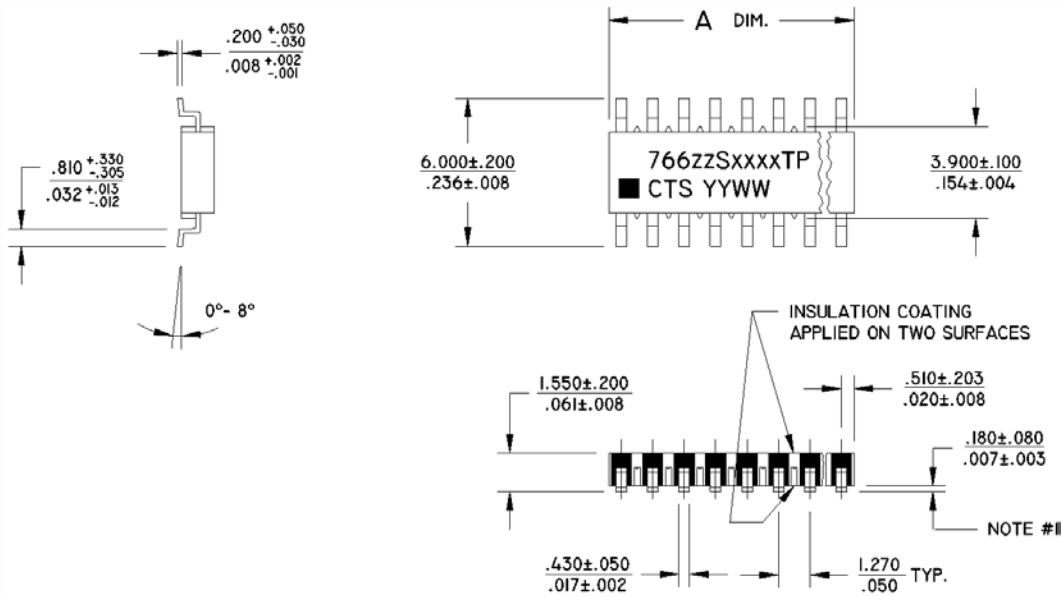 .200 +.050 -.030
.008 +.002 -.001
A DIM.
.810 +.330 -.305
.032 +.013 -.012
6.000±.200
.236±.008
766zzSxxxxTP
CTS YYWW
3.900±.100
.154±.004
0°- 8°
INSULATION COATING
APPLIED ON TWO SURFACES
1.550±.200
.061±.008
.510±.203
.020±.008
.180±.080
.007±.003
NOTE #11
.430±.050
.017±.002
1.270
.050
TYP.